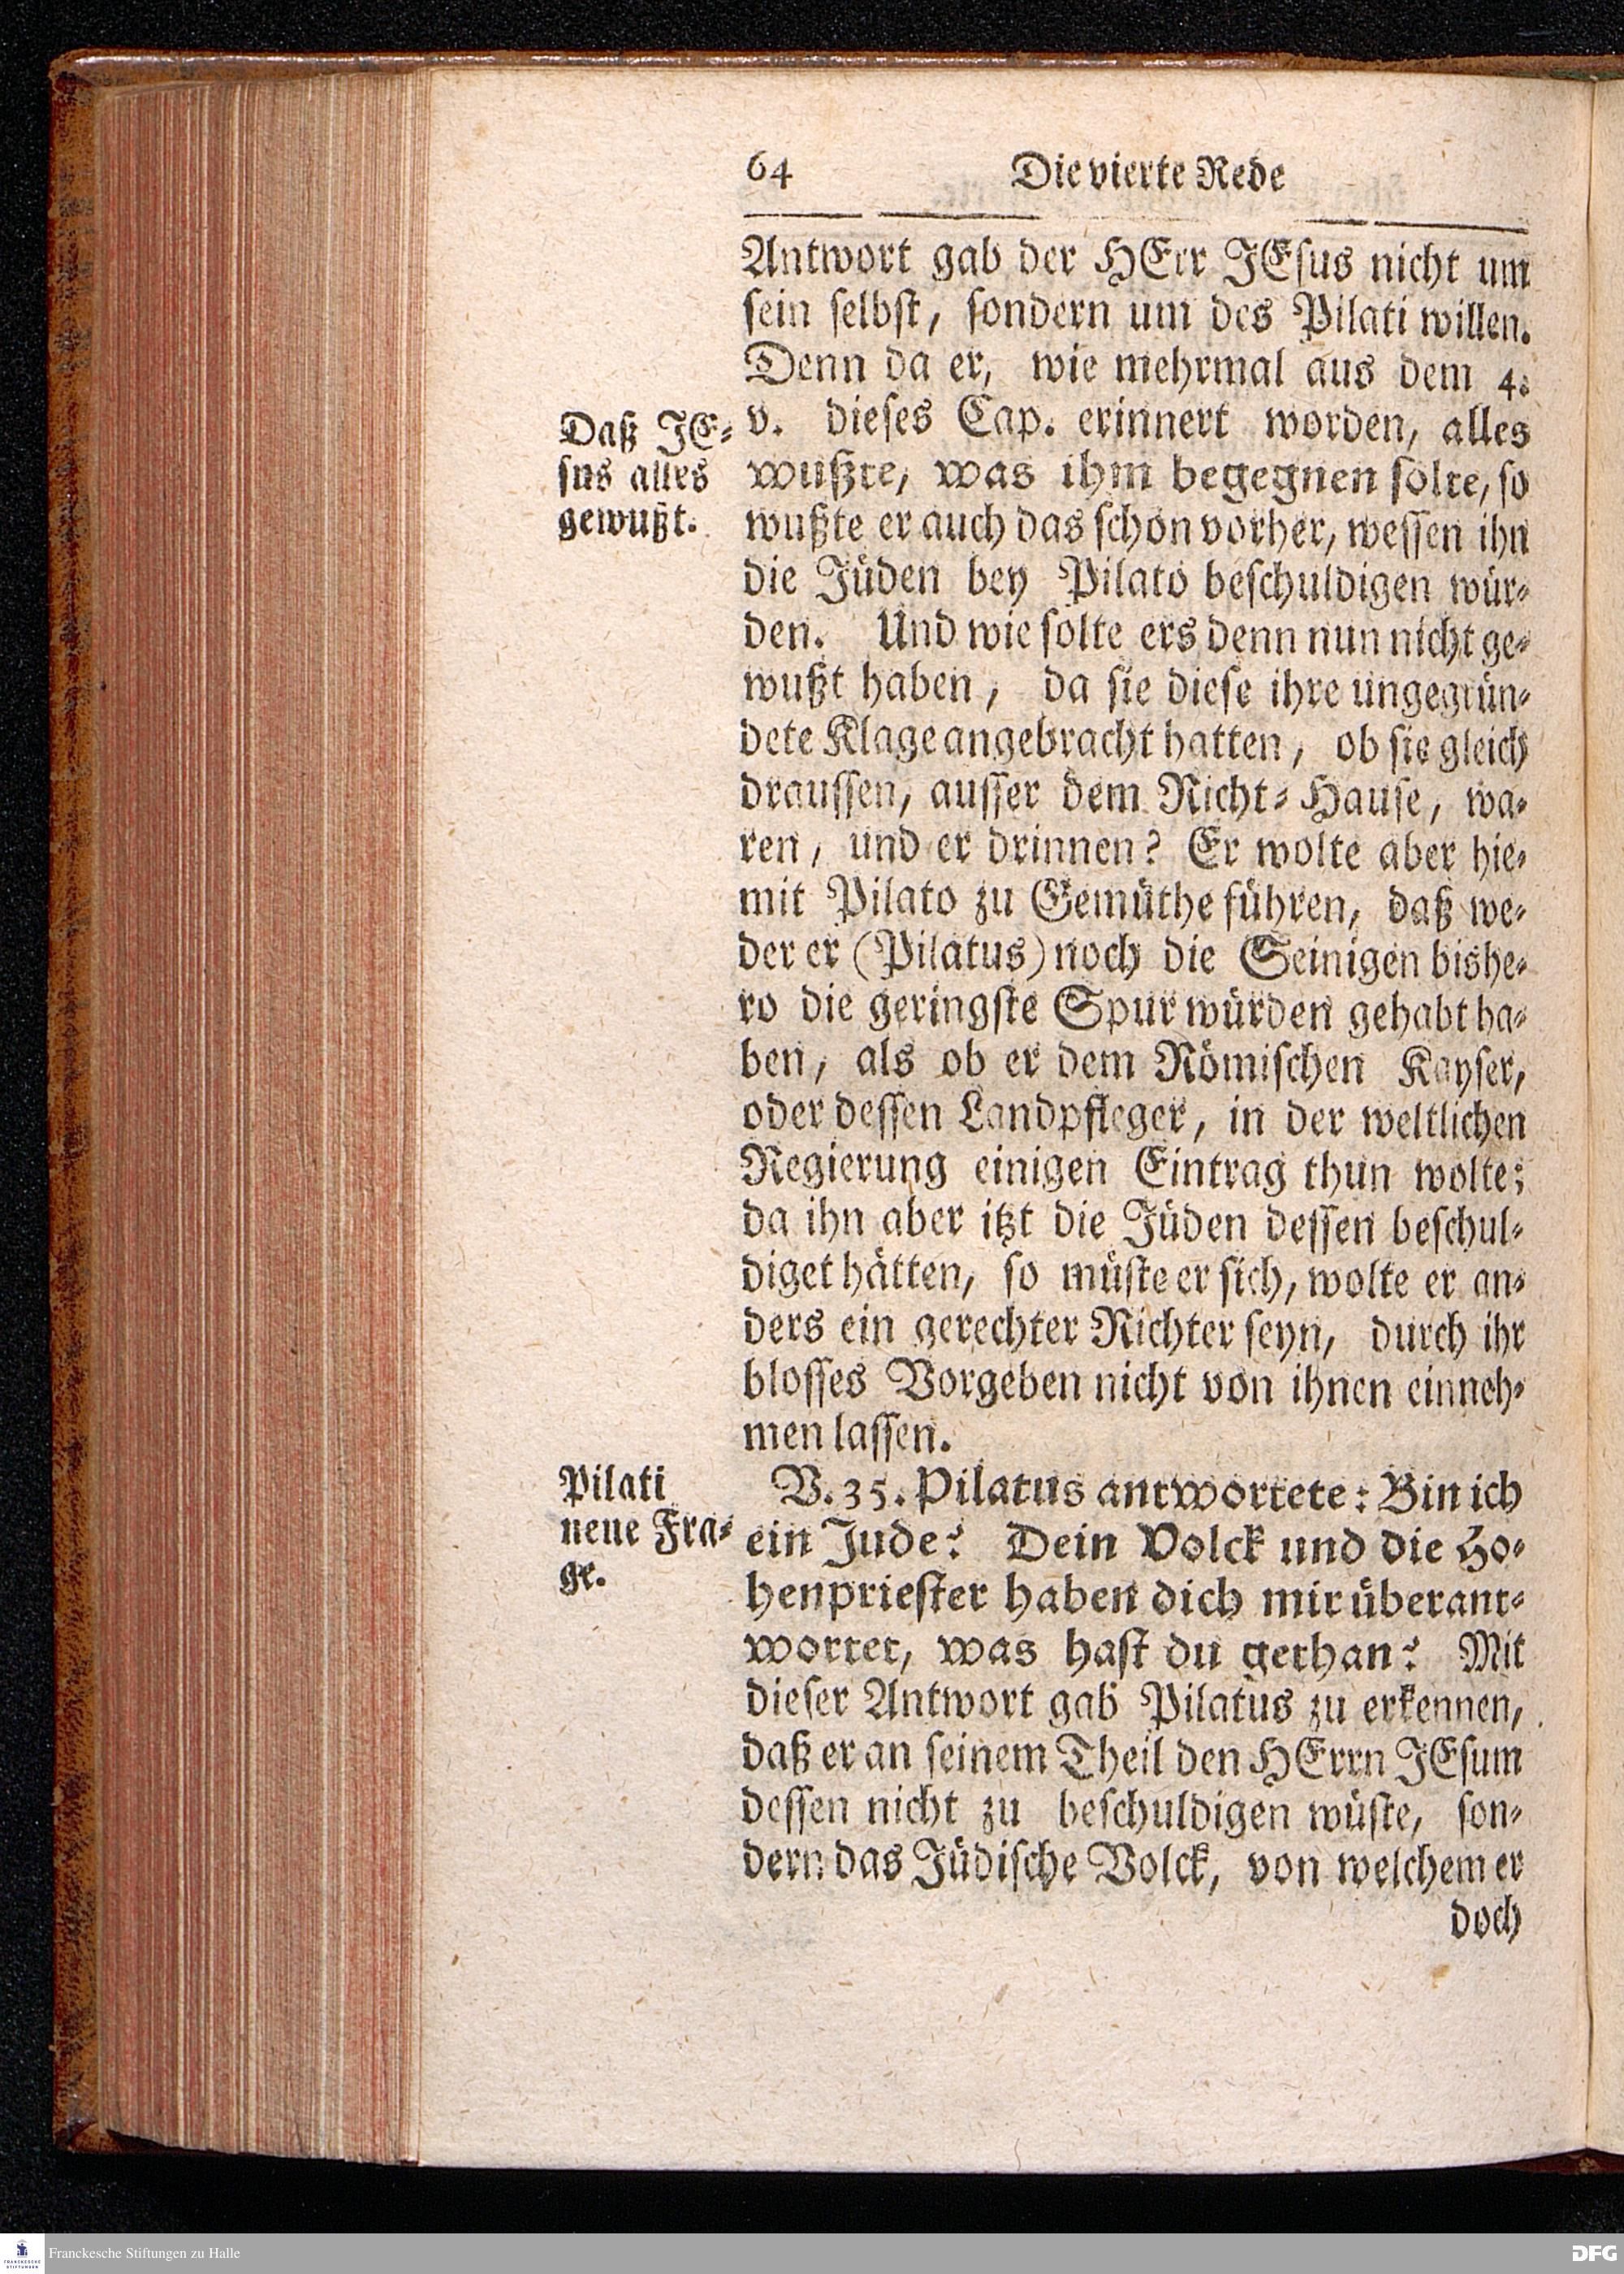 64 Die vierte Rede
Antwort gab der HErr JEsus nicht um
sein selbst, sondern um des Pilati willen.
Denn da er, wie mehrmal aus dem 4.
Daß JE-
sus alles
gewußt.
v. dieses Cap. erinnert worden, alles
wußte, was ihm begegnen solte, so
wußte er auch das schon vorher, wessen ihn
die Jüden bey Pilato beschuldigen wür-
den. Und wie solte ers denn nun nicht ge-
wußt haben, da sie diese ihre ungegrün-
dete Klage angebracht hatten, ob sie gleich
draussen, ausser dem Richt-Hause, wa-
ren, und er drinnen? Er wolte aber hie-
mit Pilato zu Gemüthe führen, daß we-
der er (Pilatus) noch die Seinigen bishe-
ro die geringste Spur würden gehabt ha-
ben, als ob er dem Römischen Kayser,
oder dessen Landpfleger, in der weltlichen
Regierung einigen Eintrag thun wolte;
da ihn aber itzt die Jüden dessen beschul-
diget hätten, so müste er sich, wolte er an-
ders ein gerechter Richter seyn, durch ihr
blosses Vorgeben nicht von ihnen einneh-
men lassen.
Pilati
neue Fra-
ge.
V. 35. Pilatus antwortete: Bin ich
ein Jude? Dein Volck und die Ho-
henpriester haben dich mir überant-
wortet, was hast du gethan? Mit
dieser Antwort gab Pilatus zu erkennen,
daß er an seinem Theil den HErrn JEsum
dessen nicht zu beschuldigen wüste, son-
dern das Jüdische Volck, von welchem er
doch
FRANCKESCHE STIFTUNGEN
Franckesche Stiftungen zu Halle
DFG